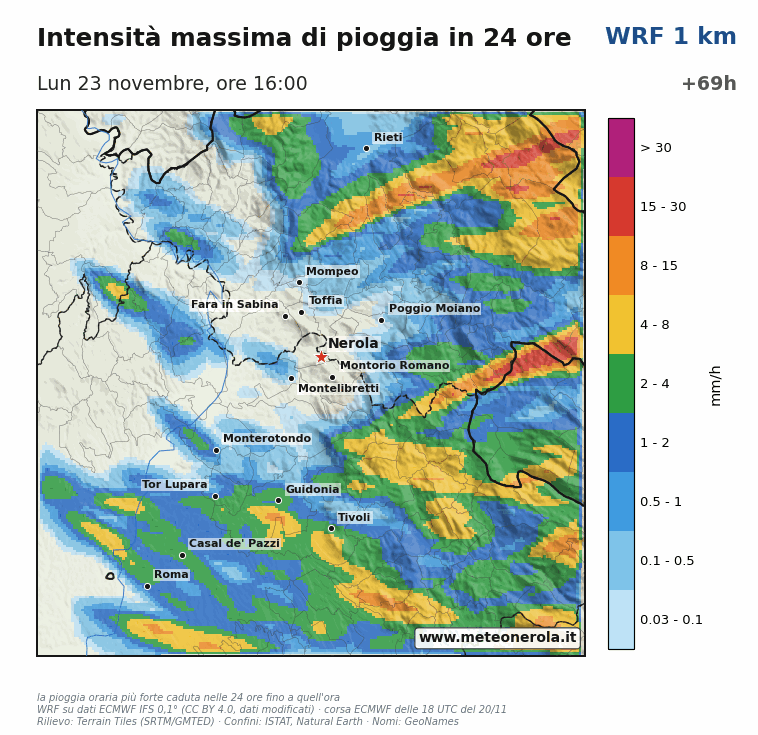 Intensità massima di pioggia in 24 ore
WRF 1 km
Lun 23 novembre, ore 16:00
+69h
Rieti
Mompeo
Fara in Sabina
Toffia
Poggio Moiano
Nerola
Montorio Romano
Montelibretti
Monterotondo
Tor Lupara
Guidonia
Tivoli
Casal de' Pazzi
Roma
www.meteonerola.it
> 30
15 - 30
8 - 15
4 - 8
2 - 4
1 - 2
0.5 - 1
0.1 - 0.5
0.03 - 0.1
mm/h
la pioggia oraria più forte caduta nelle 24 ore fino a quell'ora
WRF su dati ECMWF IFS 0,1° (CC BY 4.0, dati modificati) · corsa ECMWF delle 18 UTC del 20/11
Rilievo: Terrain Tiles (SRTM/GMTED) · Confini: ISTAT, Natural Earth · Nomi: GeoNames